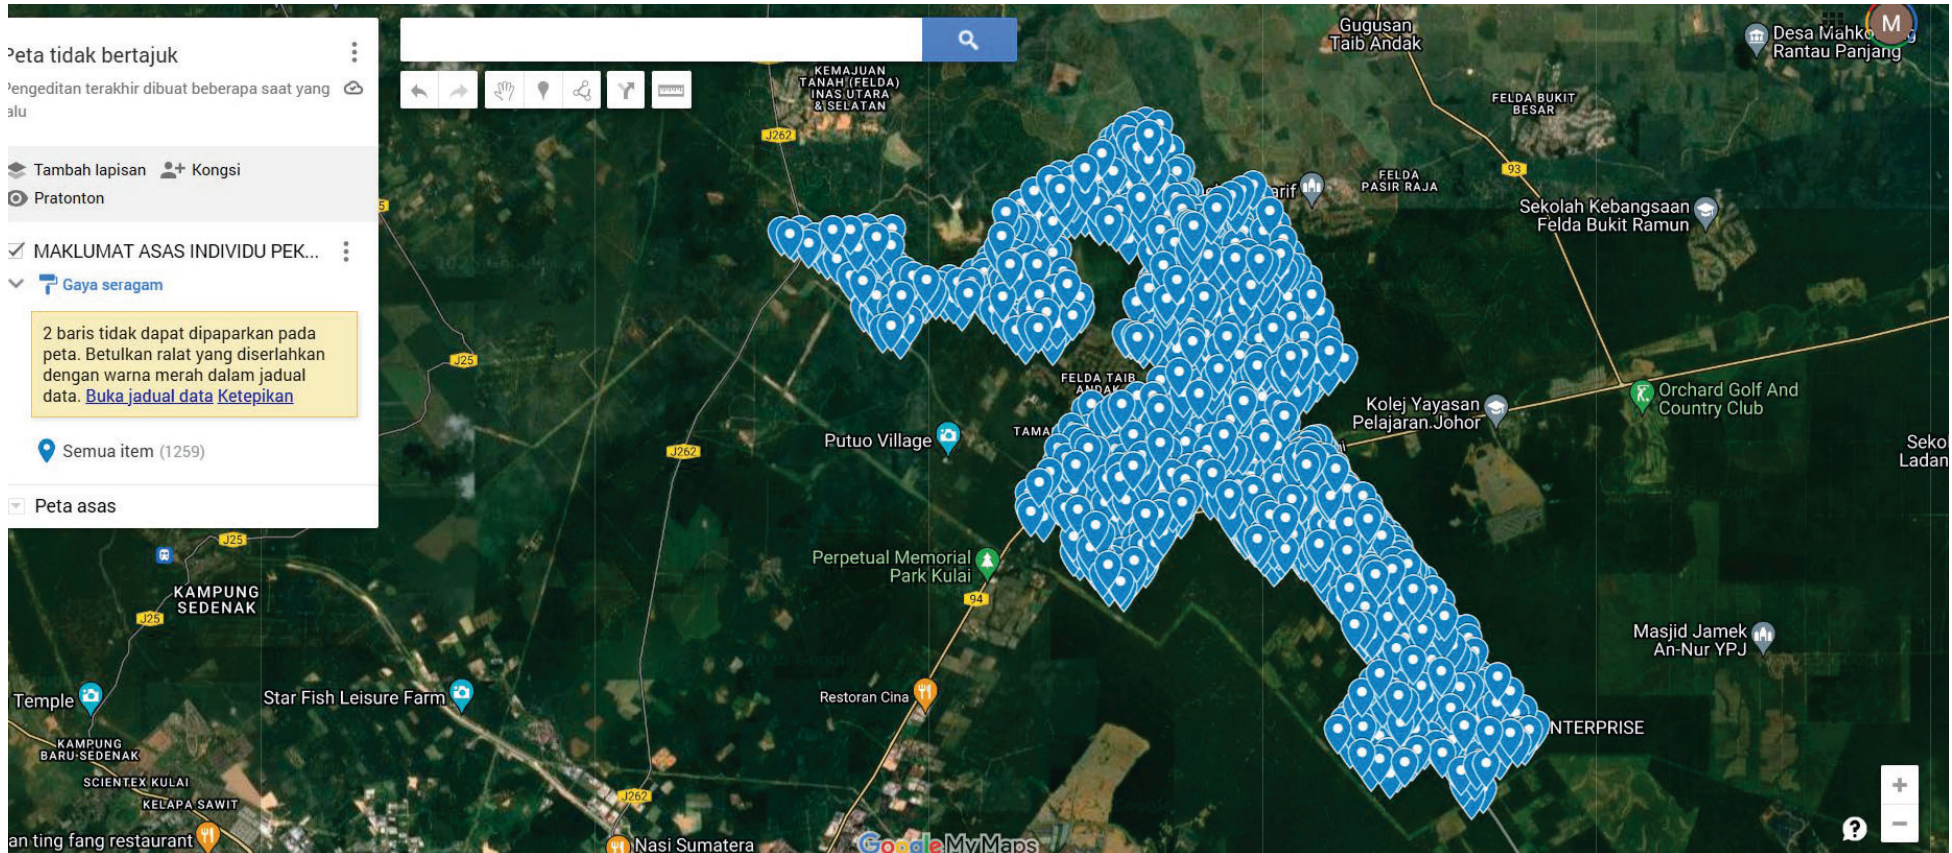 Peta tidak bertajuk
Pengeditan terakhir dibuat beberapa saat yang
alu
Tambah lapisan Kongsi
Pratonton
MAKLUMAT ASAS INDIVIDU PEK...
Gaya seragam
2 baris tidak dapat dipaparkan pada
peta. Betulkan ralat yang diserlahkan
dengan warna merah dalam jadual
data. Buka jadual data Ketepikan
Semua item (1259)
Peta asas
M
Gugusan
Taib Andak
Rantau Panjang
KEMAJUAN
TANAH (FELDA)
INAS UTARA
& SELATAN
J262
FELDA BUKIT
BESAR
93
FELDA
PASIR RAJA
arif
Sekolah Kebangsaan
Felda Bukit Ramun
5
J25
FELDA TAIB
ANDAK
TAMA
Kolej Yayasan
Pelajaran Johor
Orchard Golf And
Country Club
Sekol
Ladan
Putuo Village
J262
J25
Perpetual Memorial
Park Kulai
94
KAMPUNG
SEDENAK
J25
Masjid Jamek
An-Nur YPJ
Temple
Star Fish Leisure Farm
Restoran Cina
NTERPRISE
KAMPUNG
BARU SEDENAK
SCIENTEX KULAI
KELAPA SAWIT
J262
an ting fang restaurant
Nasi Sumatera
Google My Maps
+
?
−